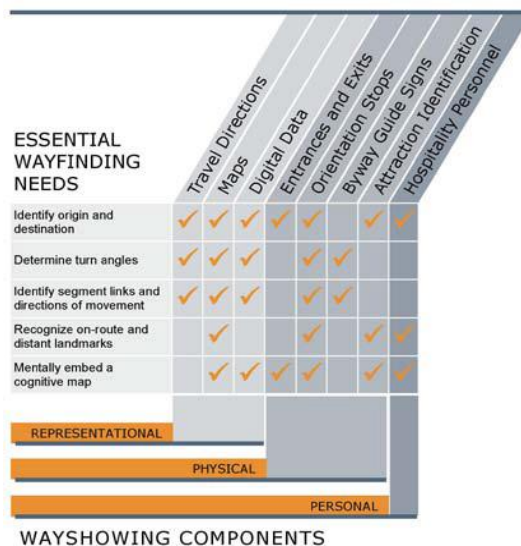 Travel Directions
Maps
Digital Data
Entrances and Exits
Orientation Stops
Byway Guide Signs
Attraction Identification
Hospitality Personnel
ESSENTIAL
WAYFINDING
NEEDS
Identify origin and
destination
Determine turn angles
Identify segment links and
directions of movement
Recognize on-route and
distant landmarks
Mentally embed a
cognitive map
REPRESENTATIONAL
PHYSICAL
PERSONAL
WAYSHOWING COMPONENTS